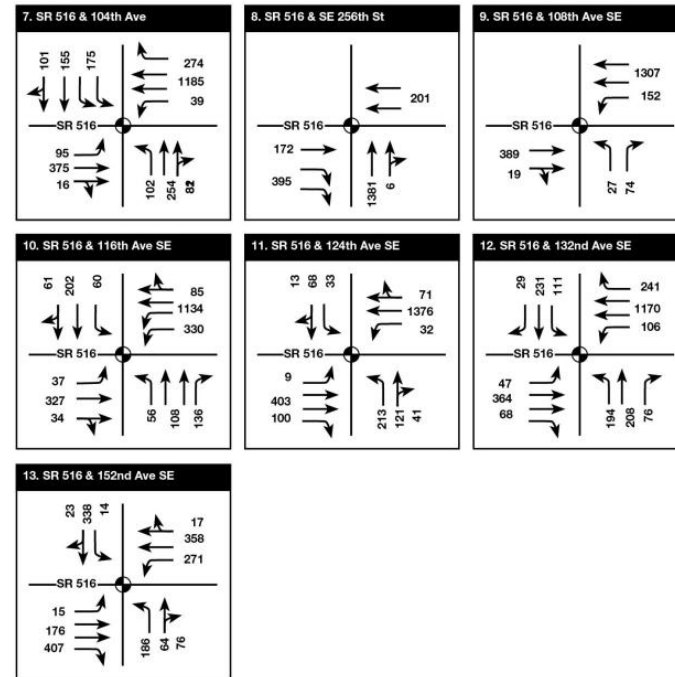 7. SR 516 & 104th Ave
101 155 175
274
1185
39
SR 516
95
375
16
102 254 82
8. SR 516 & SE 256th St
201
SR 516
172
395
1381 6
9. SR 516 & 108th Ave SE
1307
152
SR 516
389
19
27 74
10. SR 516 & 116th Ave SE
61 202 60
85
1134
330
SR 516
37
327
34
56 108 136
11. SR 516 & 124th Ave SE
13 68 33
71
1376
32
SR 516
9
403
100
213 121 41
12. SR 516 & 132nd Ave SE
29 231 111
241
1170
106
SR 516
47
364
68
194 208 76
13. SR 516 & 152nd Ave SE
23 338 14
17
358
271
SR 516
15
176
407
186 64 76